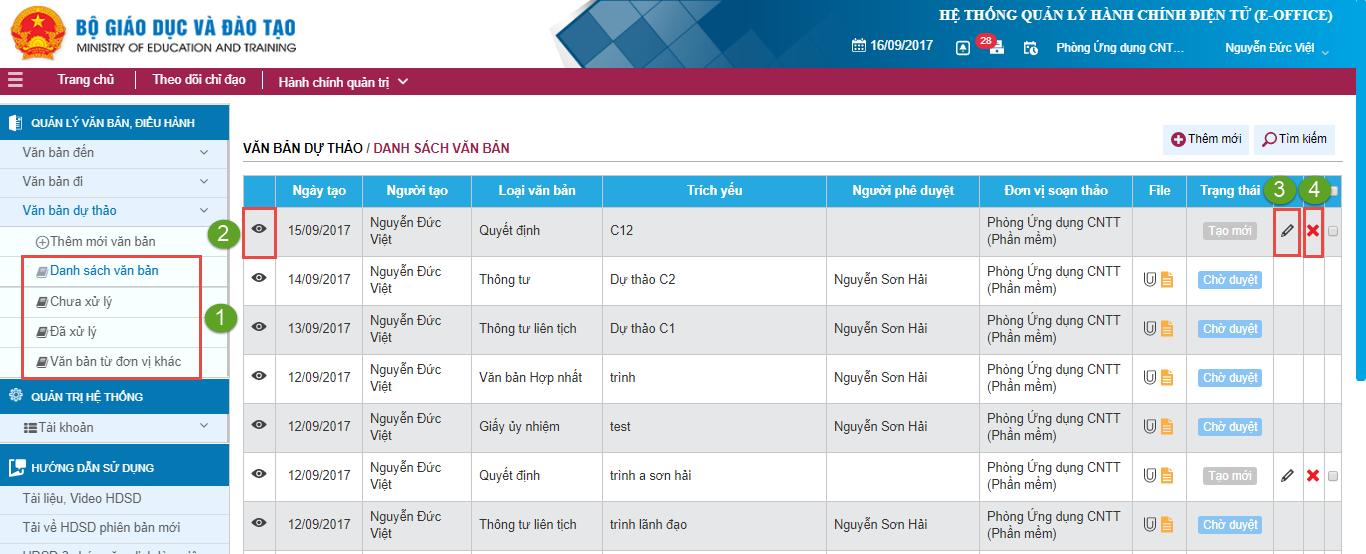 BỘ GIÁO DỤC VÀ ĐÀO TẠO
MINISTRY OF EDUCATION AND TRAINING
HỆ THỐNG QUẢN LÝ HÀNH CHÍNH ĐIỆN TỬ (E-OFFICE)
16/09/2017 28 Phòng Ứng dụng CNT... Nguyễn Đức Việt
Trang chủ Theo dõi chỉ đạo Hành chính quản trị
QUẢN LÝ VĂN BẢN, ĐIỀU HÀNH
Văn bản đến
Văn bản đi
Văn bản dự thảo
Thêm mới văn bản
Danh sách văn bản
Chưa xử lý
Đã xử lý
Văn bản từ đơn vị khác
1
QUẢN TRỊ HỆ THỐNG
Tài khoản
HƯỚNG DẪN SỬ DỤNG
Tài liệu, Video HDSD
Tải về HDSD phiên bản mới
Thêm mới Tìm kiếm
VĂN BẢN DỰ THẢO / DANH SÁCH VĂN BẢN
Ngày tạo Người tạo Loại văn bản Trích yếu Người phê duyệt Đơn vị soạn thảo File Trạng thái 3 4
2 15/09/2017 Nguyễn Đức Việt Quyết định C12 Phòng Ứng dụng CNTT (Phần mềm) Tạo mới
14/09/2017 Nguyễn Đức Việt Thông tư Dự thảo C2 Nguyễn Sơn Hải Phòng Ứng dụng CNTT (Phần mềm) Chờ duyệt
13/09/2017 Nguyễn Đức Việt Thông tư liên tịch Dự thảo C1 Nguyễn Sơn Hải Phòng Ứng dụng CNTT (Phần mềm) Chờ duyệt
12/09/2017 Nguyễn Đức Việt Văn bản Hợp nhất trình Nguyễn Sơn Hải Phòng Ứng dụng CNTT (Phần mềm) Chờ duyệt
12/09/2017 Nguyễn Đức Việt Giấy ủy nhiệm test Nguyễn Sơn Hải Phòng Ứng dụng CNTT (Phần mềm) Chờ duyệt
12/09/2017 Nguyễn Đức Việt Quyết định trình a sơn hải Phòng Ứng dụng CNTT (Phần mềm) Tạo mới
12/09/2017 Nguyễn Đức Việt Thông tư liên tịch trình lãnh đạo Nguyễn Sơn Hải Phòng Ứng dụng CNTT (Phần mềm) Chờ duyệt